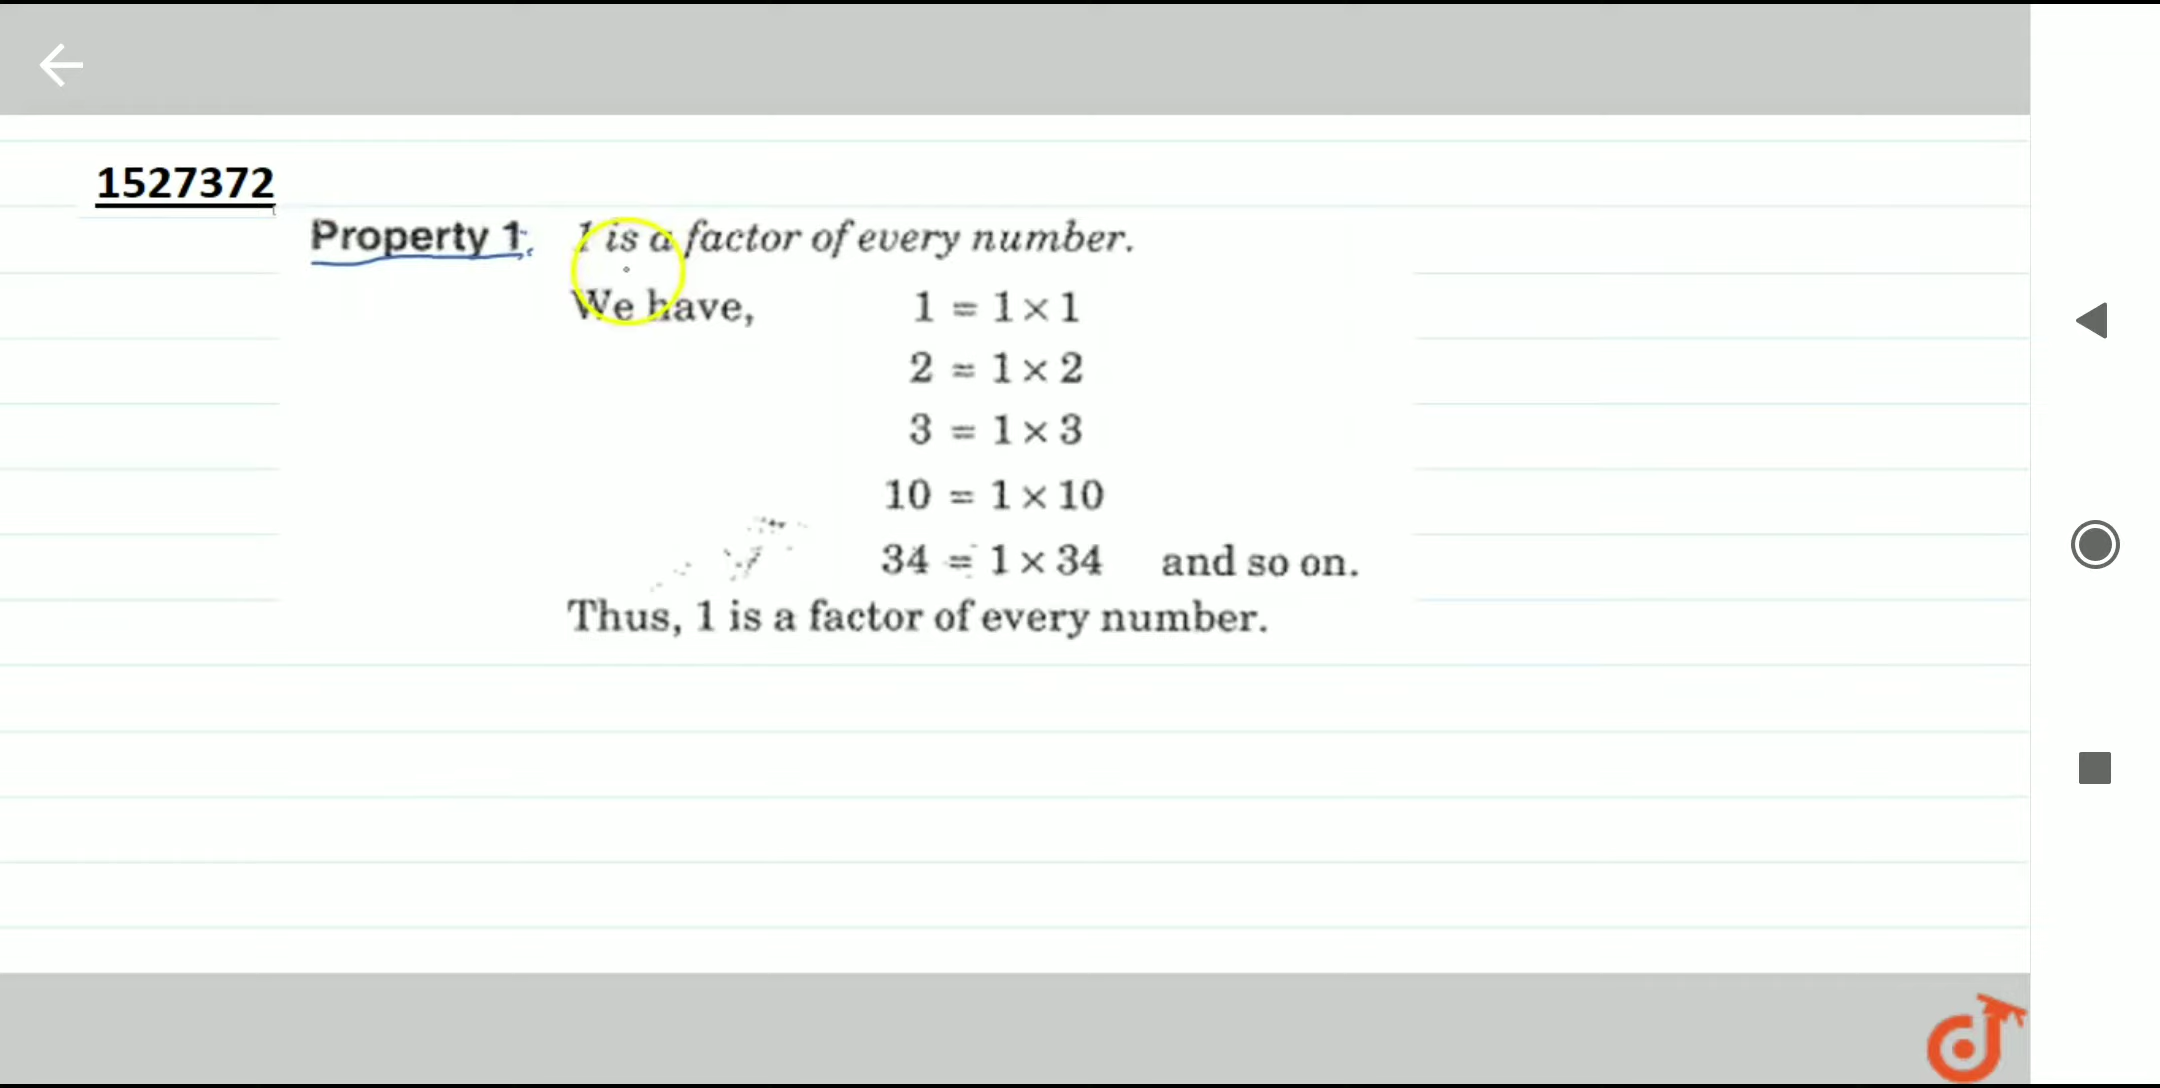 1527372
Property 1. 1 is a factor of every number.
We have, 1 = 1 × 1
2 = 1 × 2
3 = 1 × 3
10 = 1 × 10
34 = 1 × 34 and so on.
Thus, 1 is a factor of every number.